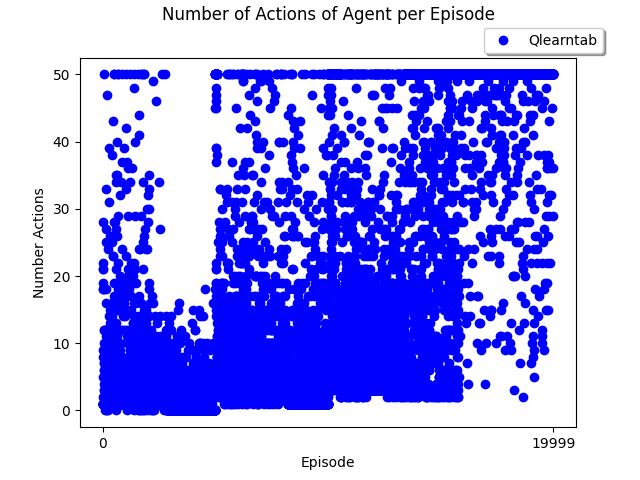 Number of Actions of Agent per Episode
Qlearntab
50
40
30
20
10
0
Number Actions
0
19999
Episode